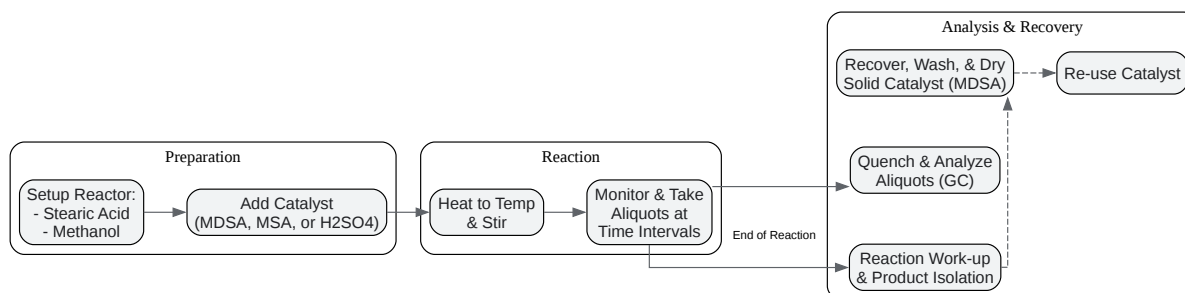 Preparation
Setup Reactor:
- Stearic Acid
- Methanol
Add Catalyst
(MDSA, MSA, or H2SO4)
Reaction
Heat to Temp
& Stir
Monitor & Take
Aliquots at
Time Intervals
End of Reaction
Analysis & Recovery
Recover, Wash, & Dry
Solid Catalyst (MDSA)
Re-use Catalyst
Quench & Analyze
Aliquots (GC)
Reaction Work-up
& Product Isolation